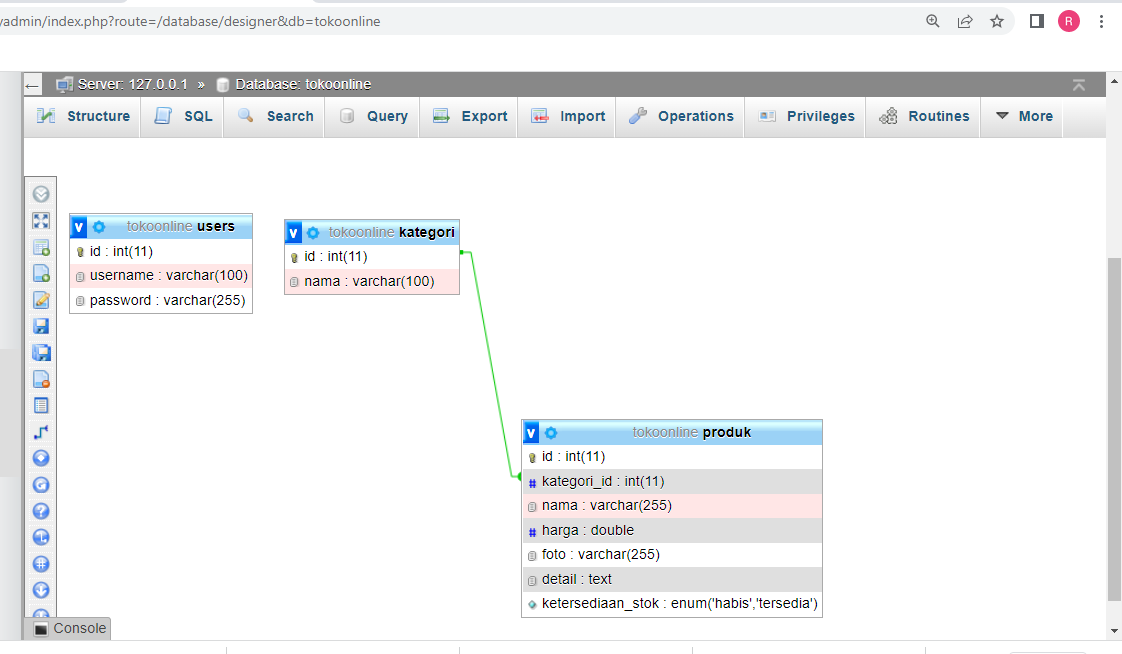 yadmin/index.php?route=/database/designer&db=tokoonline
R
← Server: 127.0.0.1 » Database: tokoonline
Structure SQL Search Query Export Import Operations Privileges Routines More
v tokoonline users
id : int(11)
username : varchar(100)
password : varchar(255)
v tokoonline kategori
id : int(11)
nama : varchar(100)
v tokoonline produk
id : int(11)
# kategori_id : int(11)
nama : varchar(255)
# harga : double
foto : varchar(255)
detail : text
ketersediaan_stok : enum('habis','tersedia')
Console